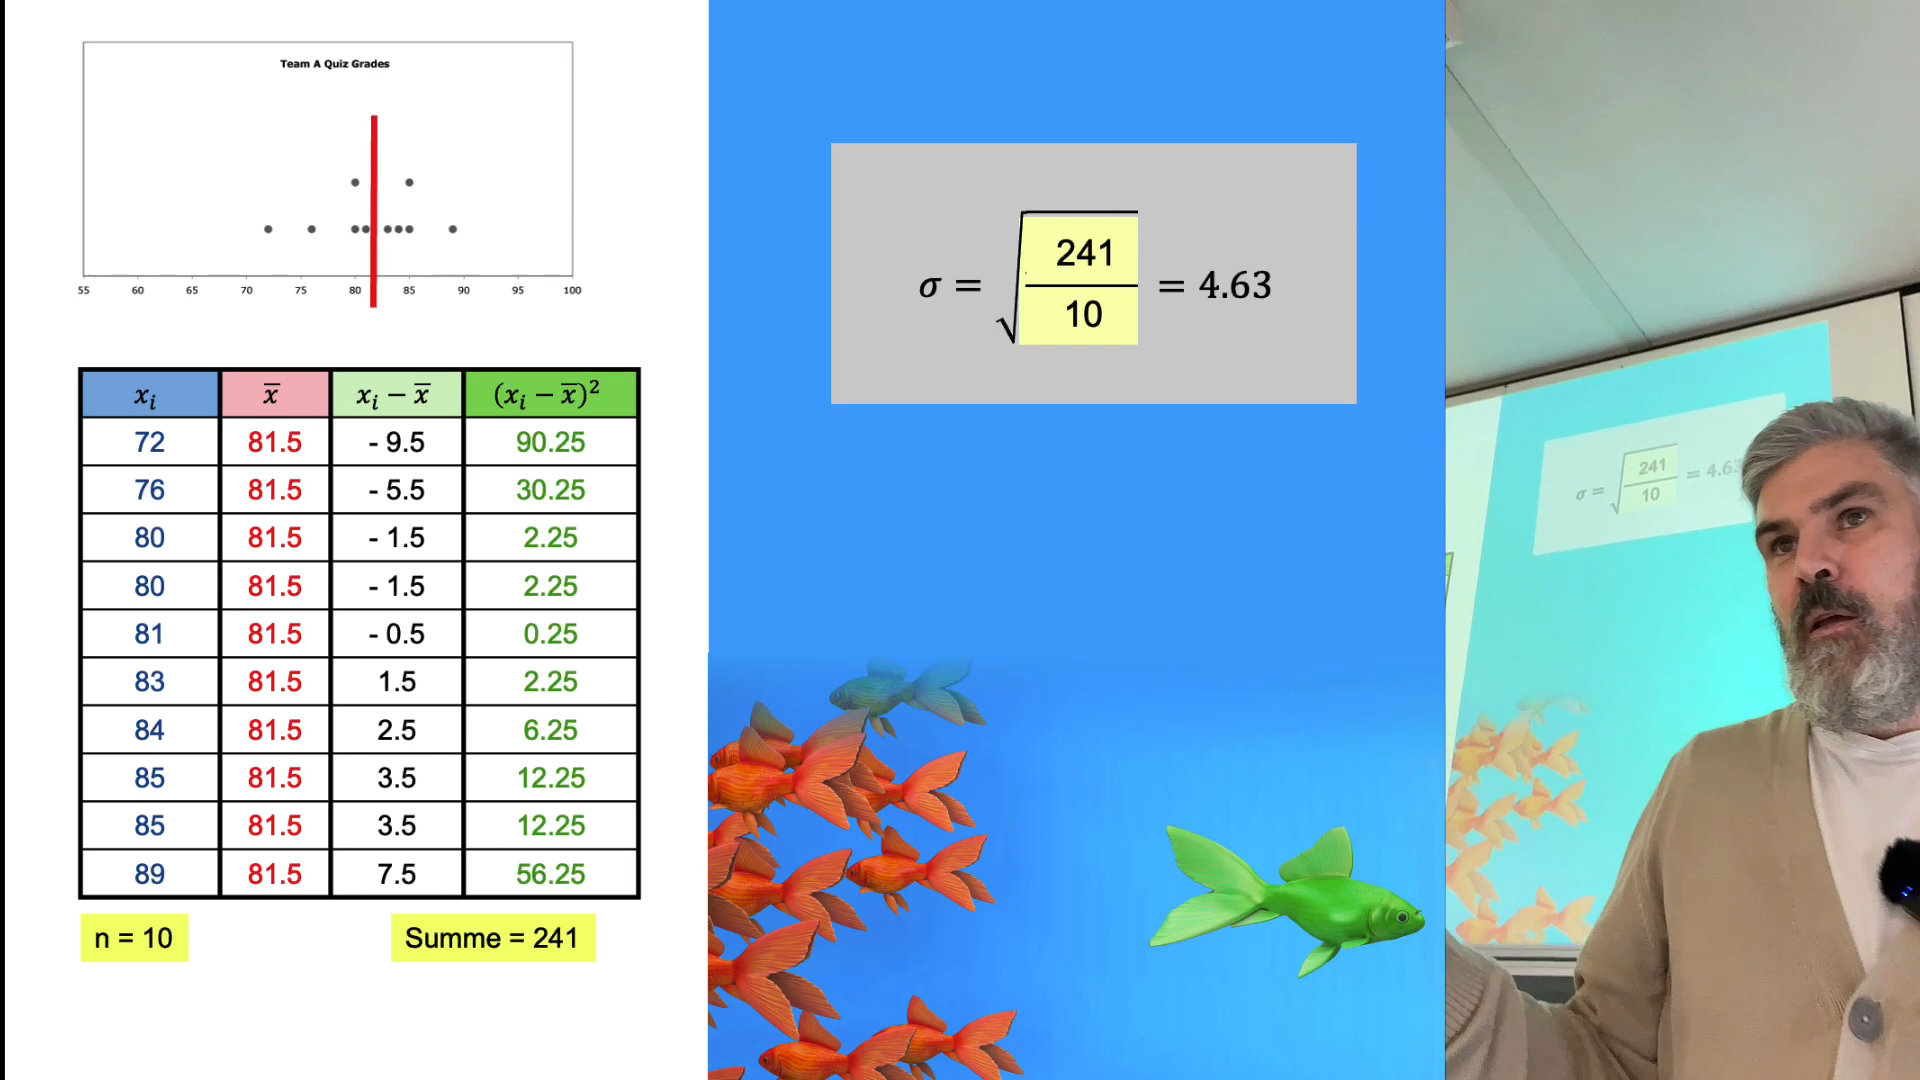 Team A Quiz Grades
55 60 65 70 75 80 85 90 95 100
xᵢ x̅ xᵢ − x̅ (xᵢ − x̅)²
72 81.5 - 9.5 90.25
76 81.5 - 5.5 30.25
80 81.5 - 1.5 2.25
80 81.5 - 1.5 2.25
81 81.5 - 0.5 0.25
83 81.5 1.5 2.25
84 81.5 2.5 6.25
85 81.5 3.5 12.25
85 81.5 3.5 12.25
89 81.5 7.5 56.25
n = 10 Summe = 241
σ = √(241/10) = 4.63
σ = √(241/10) = 4.63